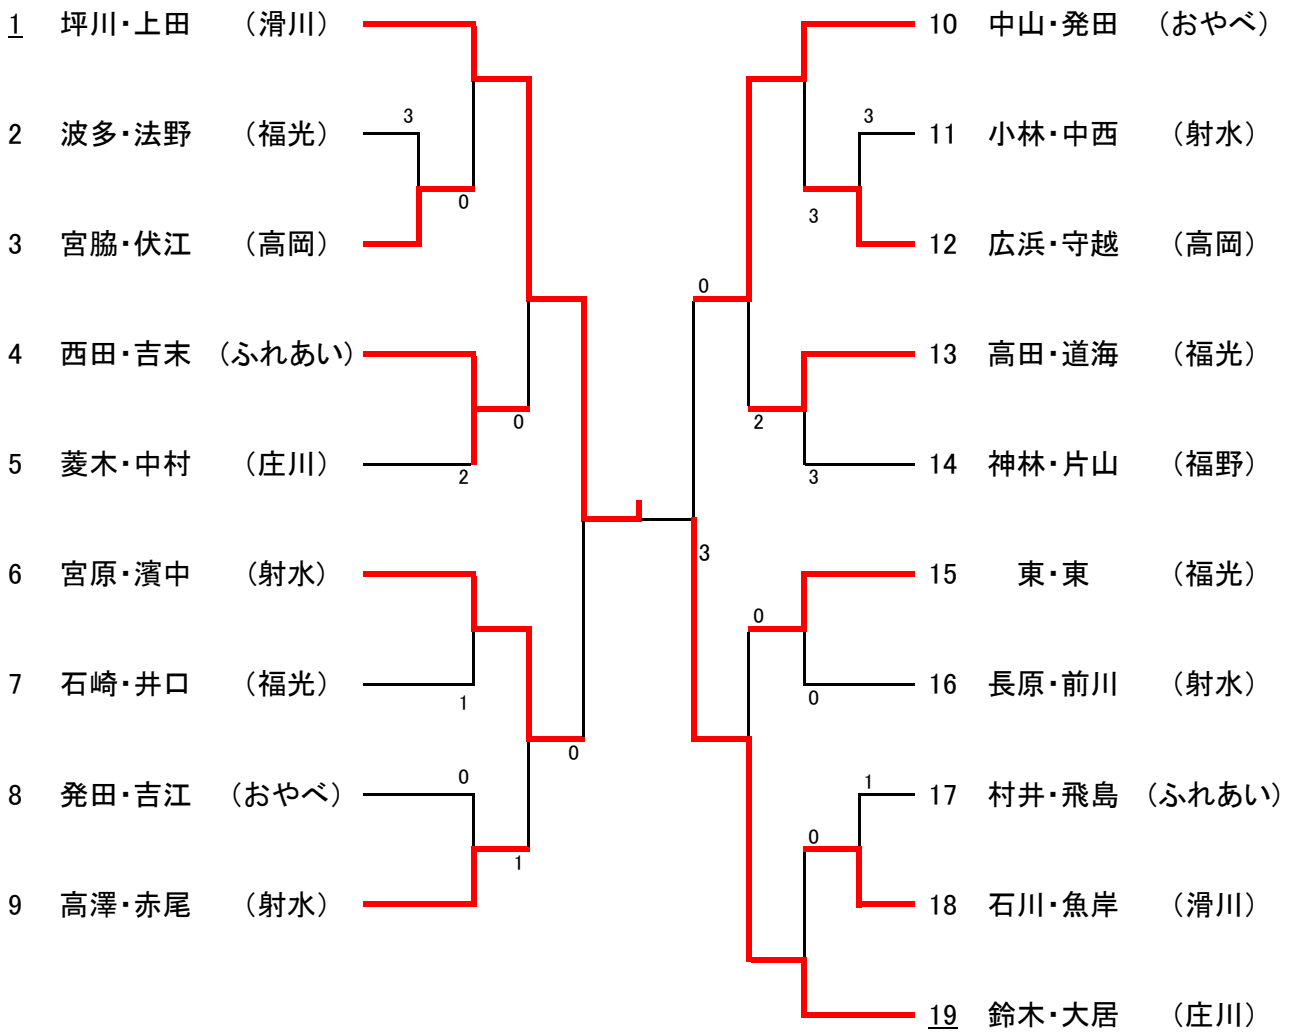 1 坪川・上田 （滑川）
2 波多・法野 （福光）
3
3 宮脇・伏江 （高岡）
0
4 西田・吉末 （ふれあい）
0
5 菱木・中村 （庄川）
2
6 宮原・濱中 （射水）
7 石崎・井口 （福光）
1
0
8 発田・吉江 （おやべ）
0
1
9 高澤・赤尾 （射水）
10 中山・発田 （おやべ）
3
11 小林・中西 （射水）
3
12 広浜・守越 （高岡）
0
13 高田・道海 （福光）
2
14 神林・片山 （福野）
3
3
15 東・東 （福光）
0
16 長原・前川 （射水）
0
1
17 村井・飛島 （ふれあい）
0
18 石川・魚岸 （滑川）
19 鈴木・大居 （庄川）